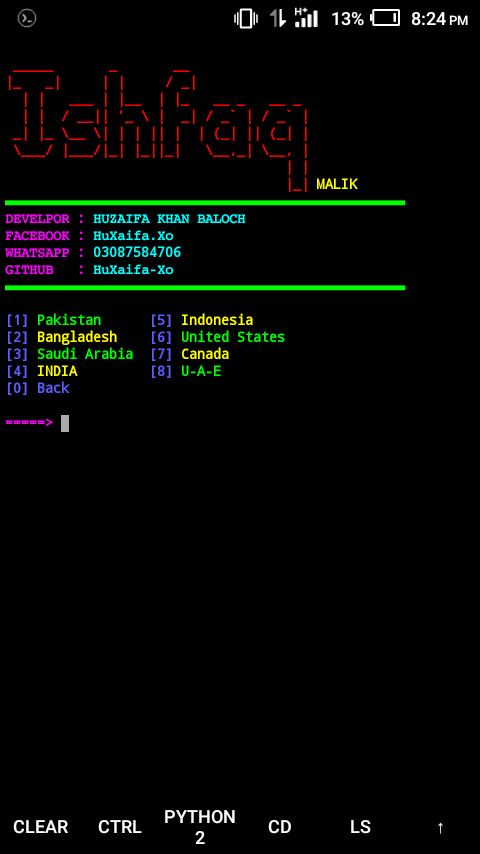 13% 8:24 PM
Ishfaq
MALIK
DEVELPOR : HUZAIFA KHAN BALOCH
FACEBOOK : HuXaifa.Xo
WHATSAPP : 03087584706
GITHUB : HuXaifa-Xo
[1] Pakistan [5] Indonesia
[2] Bangladesh [6] United States
[3] Saudi Arabia [7] Canada
[4] INDIA [8] U-A-E
[0] Back
=====>
CLEAR CTRL PYTHON 2 CD LS ↑